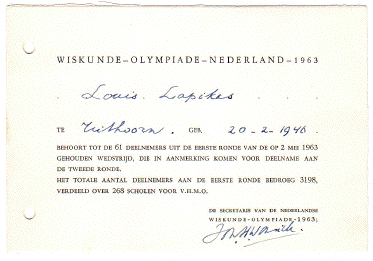 WISKUNDE–OLYMPIADE–NEDERLAND–1963
Louis Lapikes
TE Uithoorn. GEB. 20-2-1946
BEHOORT TOT DE 61 DEELNEMERS UIT DE EERSTE RONDE VAN DE OP 2 MEI 1963
GEHOUDEN WEDSTRIJD, DIE IN AANMERKING KOMEN VOOR DEELNAME AAN
DE TWEEDE RONDE.
HET TOTALE AANTAL DEELNEMERS AAN DE EERSTE RONDE BEDROEG 3198,
VERDEELD OVER 268 SCHOLEN VOOR V.H.M.O.
DE SECRETARIS VAN DE NEDERLANDSE
WISKUNDE-OLYMPIADE-1963;